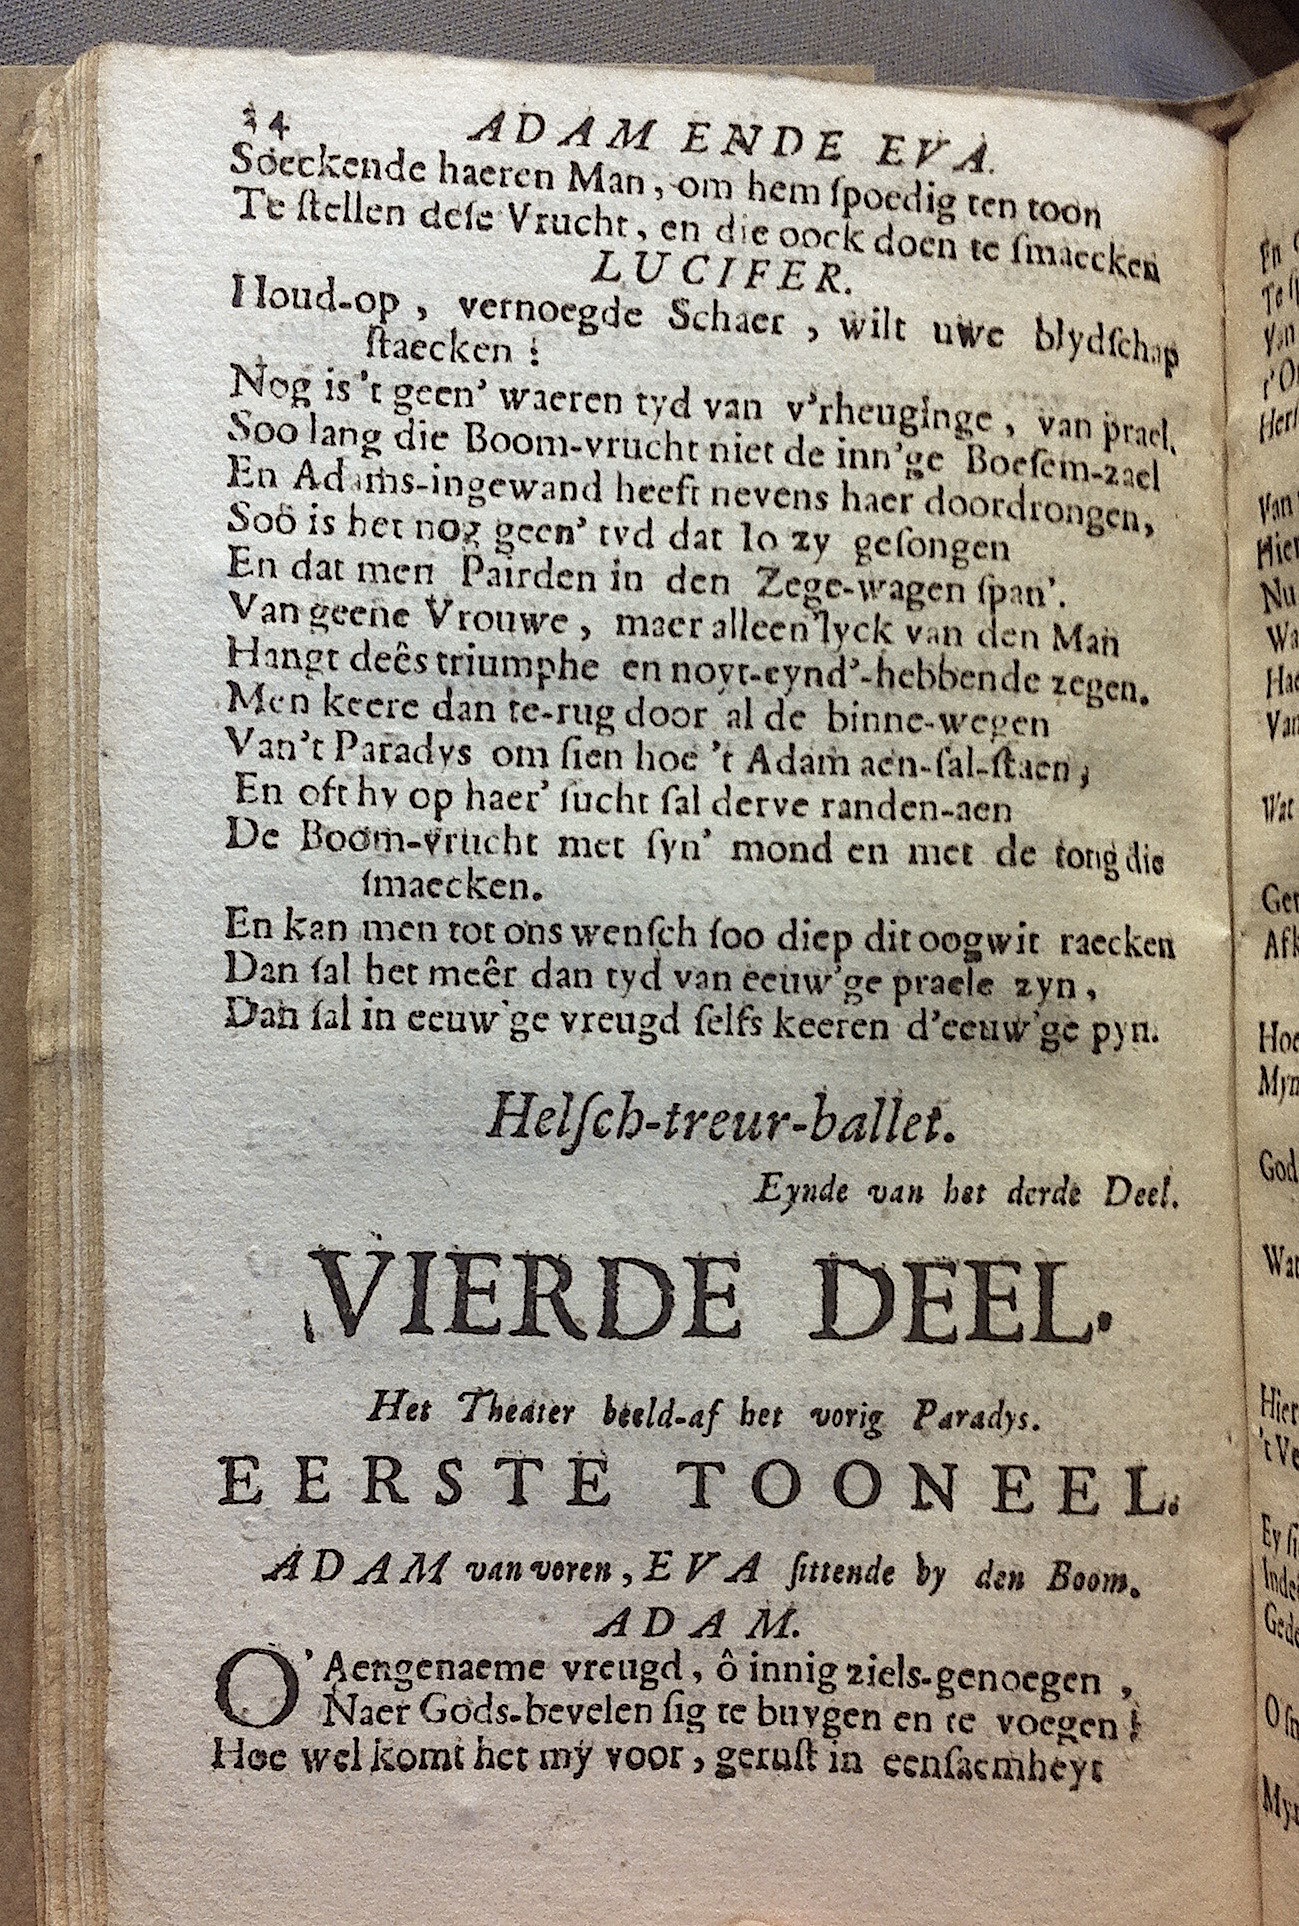 34 ADAM ENDE EVA.
Soeckende haeren Man, om hem ſpoedig ten toon
Te ſtellen deſe Vrucht, en die oock doen te ſmaecken
LUCIFER.
Houd-op, vernoegde Schaer, wilt uwe blydſchap
ſtaecken!
Nog is 't geen' waeren tyd van v'rheuginge, van prael.
Soo lang die Boom-vrucht niet de inn'ge Boeſem-zael
En Adams-ingewand heeft nevens haer doordrongen,
Soo is het nog geen' tyd dat Io zy geſongen
En dat men Pairden in den Zege-wagen ſpan'.
Van geene Vrouwe, maer alleen'lyck van den Man
Hangt deês triumphe en noyt-eynd'-hebbende zegen.
Men keere dan te-rug door al de binne-wegen
Van't Paradys om ſien hoe 't Adam aen-ſal-ſtaen;
En oft hy op haer' ſucht ſal derve randen-aen
De Boom-vrucht met ſyn' mond en met de tong die
ſmaecken.
En kan men tot ons wenſch ſoo diep dit oogwit raecken
Dan ſal het meêr dan tyd van eeuw'ge praele zyn,
Dan ſal in eeuw'ge vreugd ſelfs keeren d'eeuw'ge pyn.
Helſch-treur-ballet.
Eynde van het derde Deel.
VIERDE DEEL.
Het Theater beeld-af het vorig Paradys.
EERSTE TOONEEL.
ADAM van voren, EVA ſittende by den Boom.
ADAM.
O' Aengenaeme vreugd, ô innig ziels-genoegen,
Naer Gods-bevelen ſig te buygen en te voegen!
Hoe wel komt het my voor, geruſt in eenſaemheyt